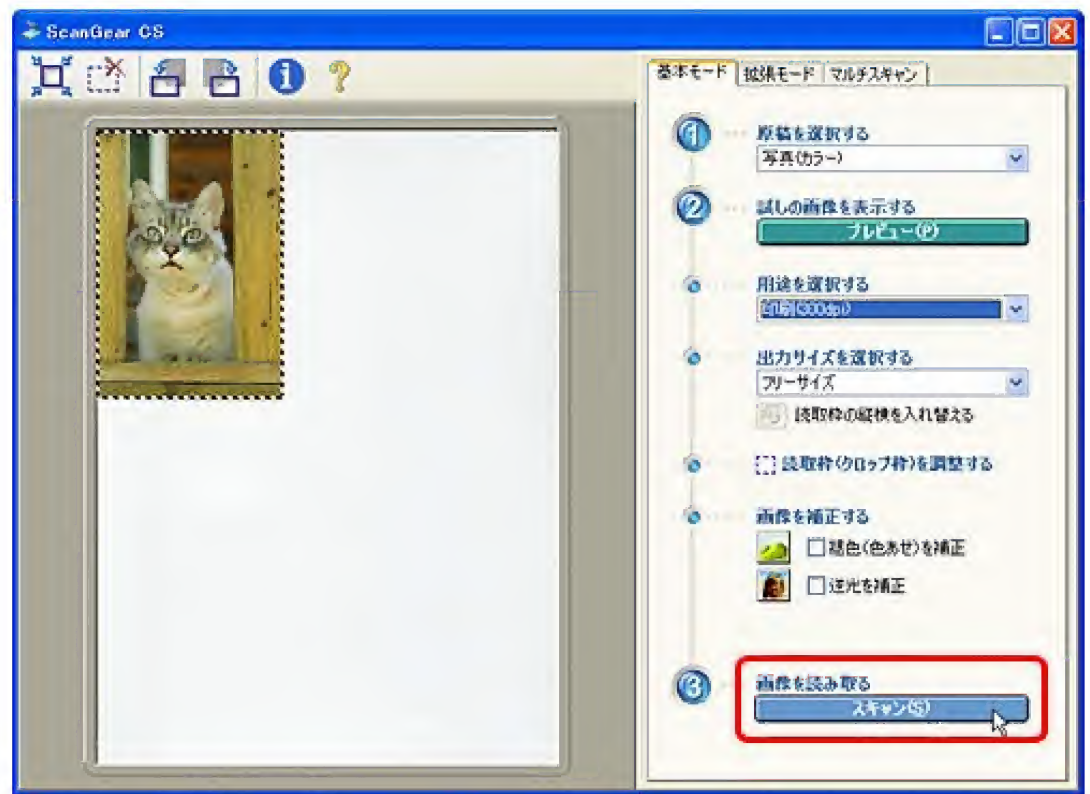 ScanGear CS
基本モード
拡張モード
マルチスキャン
1
原稿を選択する
写真(カラー)
2
試しの画像を表示する
プレビュー(P)
用途を選択する
印刷(300dpi)
出力サイズを選択する
フリーサイズ
読取枠の縦横を入れ替える
読取枠(クロップ枠)を調整する
画像を補正する
褪色(色あせ)を補正
逆光を補正
3
画像を読み取る
スキャン(S)